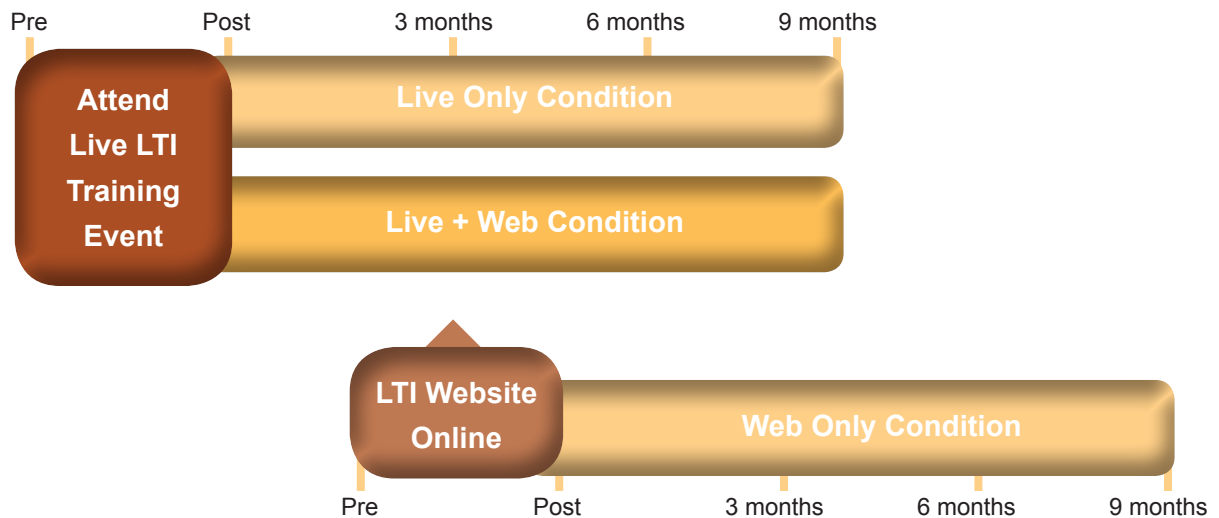 Pre Post 3 months 6 months 9 months
Attend
Live LTI
Training
Event
Live Only Condition
Live + Web Condition
LTI Website
Online
Web Only Condition
Pre Post 3 months 6 months 9 months